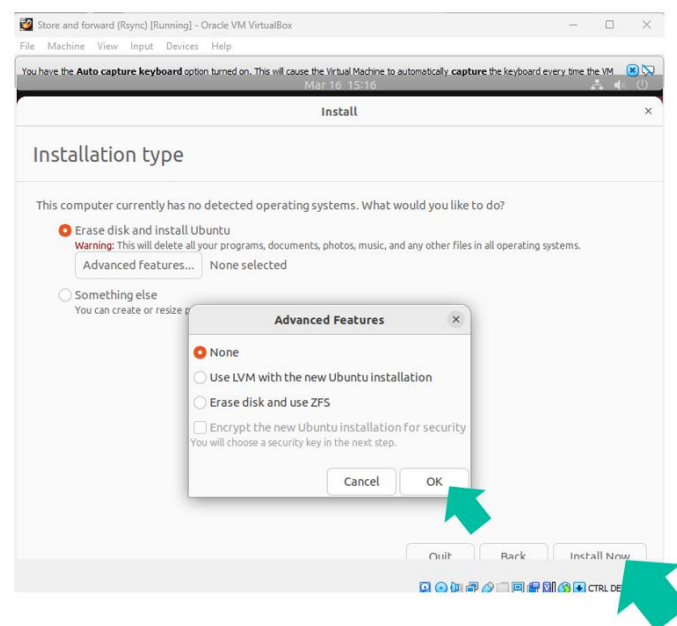 Store and forward (Rsync) [Running] - Oracle VM VirtualBox
File Machine View Input Devices Help
You have the Auto capture keyboard option turned on. This will cause the Virtual Machine to automatically capture the keyboard every time the VM
Mar 16 15:16
Install
Installation type
This computer currently has no detected operating systems. What would you like to do?
Erase disk and install Ubuntu
Warning: This will delete all your programs, documents, photos, music, and any other files in all operating systems.
Advanced features... None selected
Something else
You can create or resize
Advanced Features
None
Use LVM with the new Ubuntu installation
Erase disk and use ZFS
Encrypt the new Ubuntu installation for security
You will choose a security key in the next step.
Cancel OK
Quit Back Install Now
CTRL DE